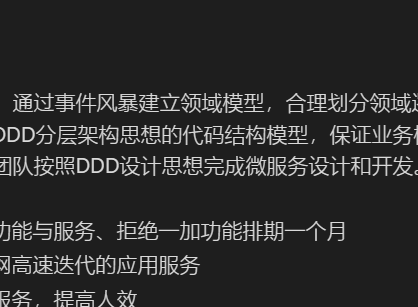 ，通过事件风暴建立领域模型，合理划分领域
DDD分层架构思想的代码结构模型，保证业务
团队按照DDD设计思想完成微服务设计和开发。
功能与服务、拒绝一加功能排期一个月
网高速迭代的应用服务
服务，提高人效